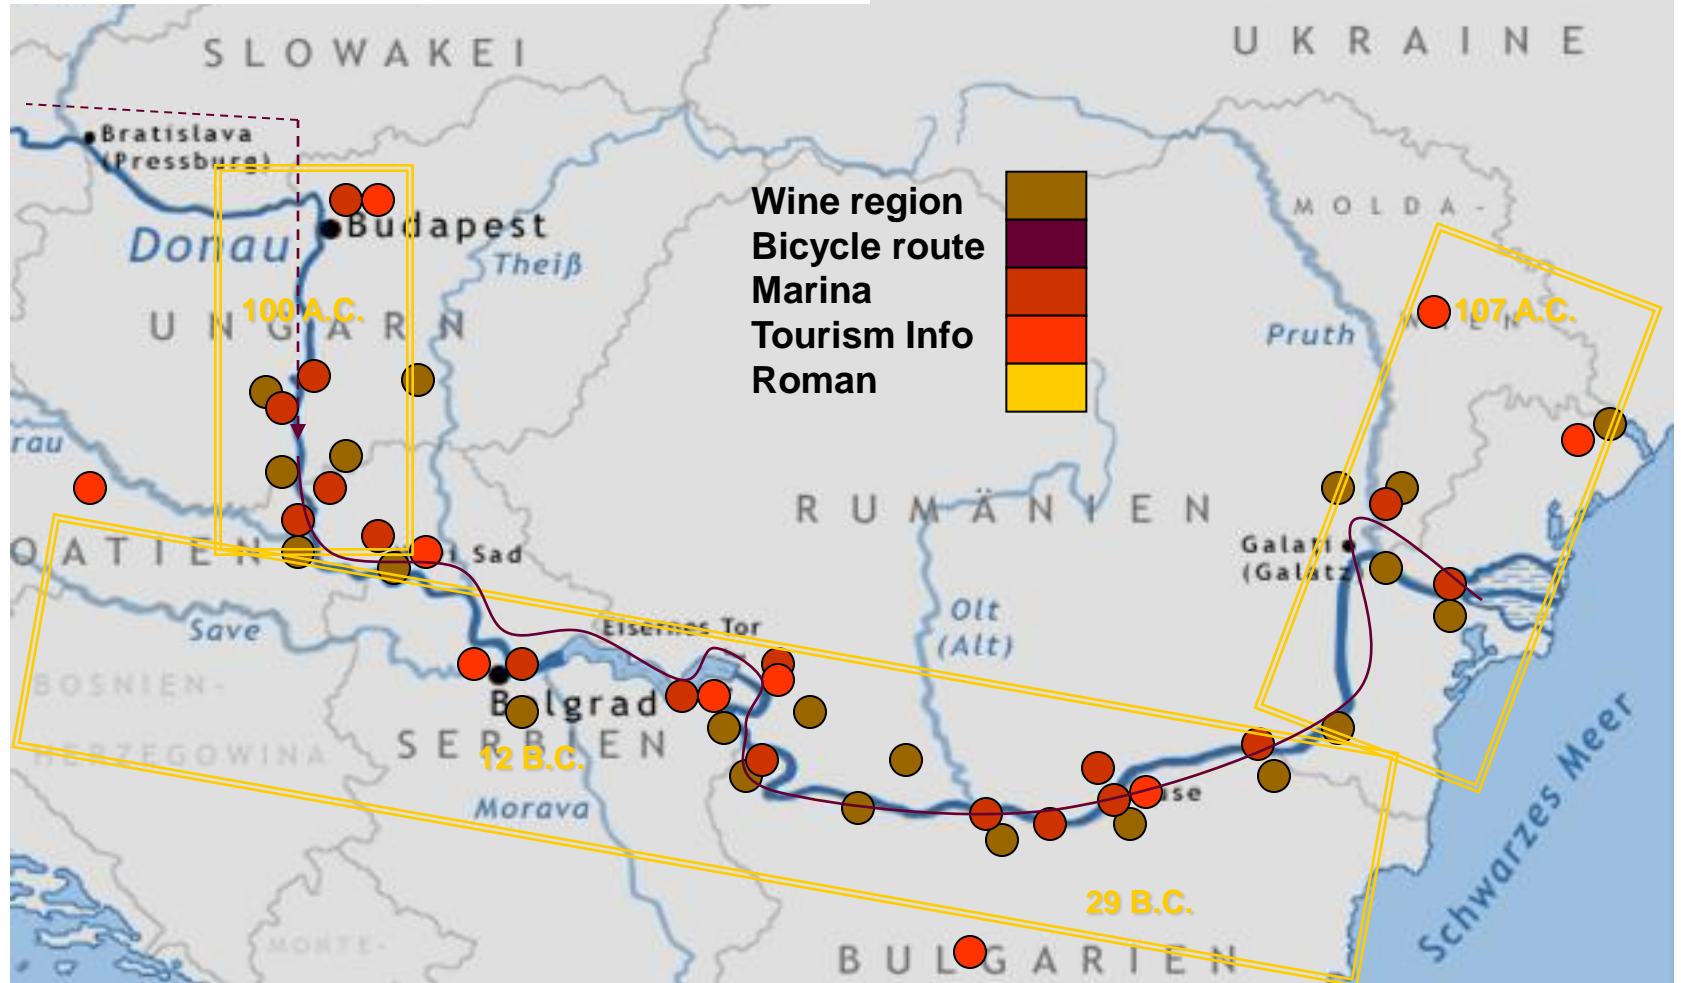 SLOWAKEI
UKRAINE
Bratislava
(Pressburg)
MOLDA-
Wine region
Bicycle route
Marina
Tourism Info
Roman
Budapest
Donau
Theiß
100 A.C.
UNGARN
107 A.C.
Pruth
RUMÄNIEN
Galati
(Galatz
Sad
Save
Olt
(Alt)
Eisernes Tor
BOSNIEN-
HERZEGOWINA
Belgrad
SERBIEN
12 B.C.
Morava
29 B.C.
Schwarzes Meer
MONTE-
BULGARIEN